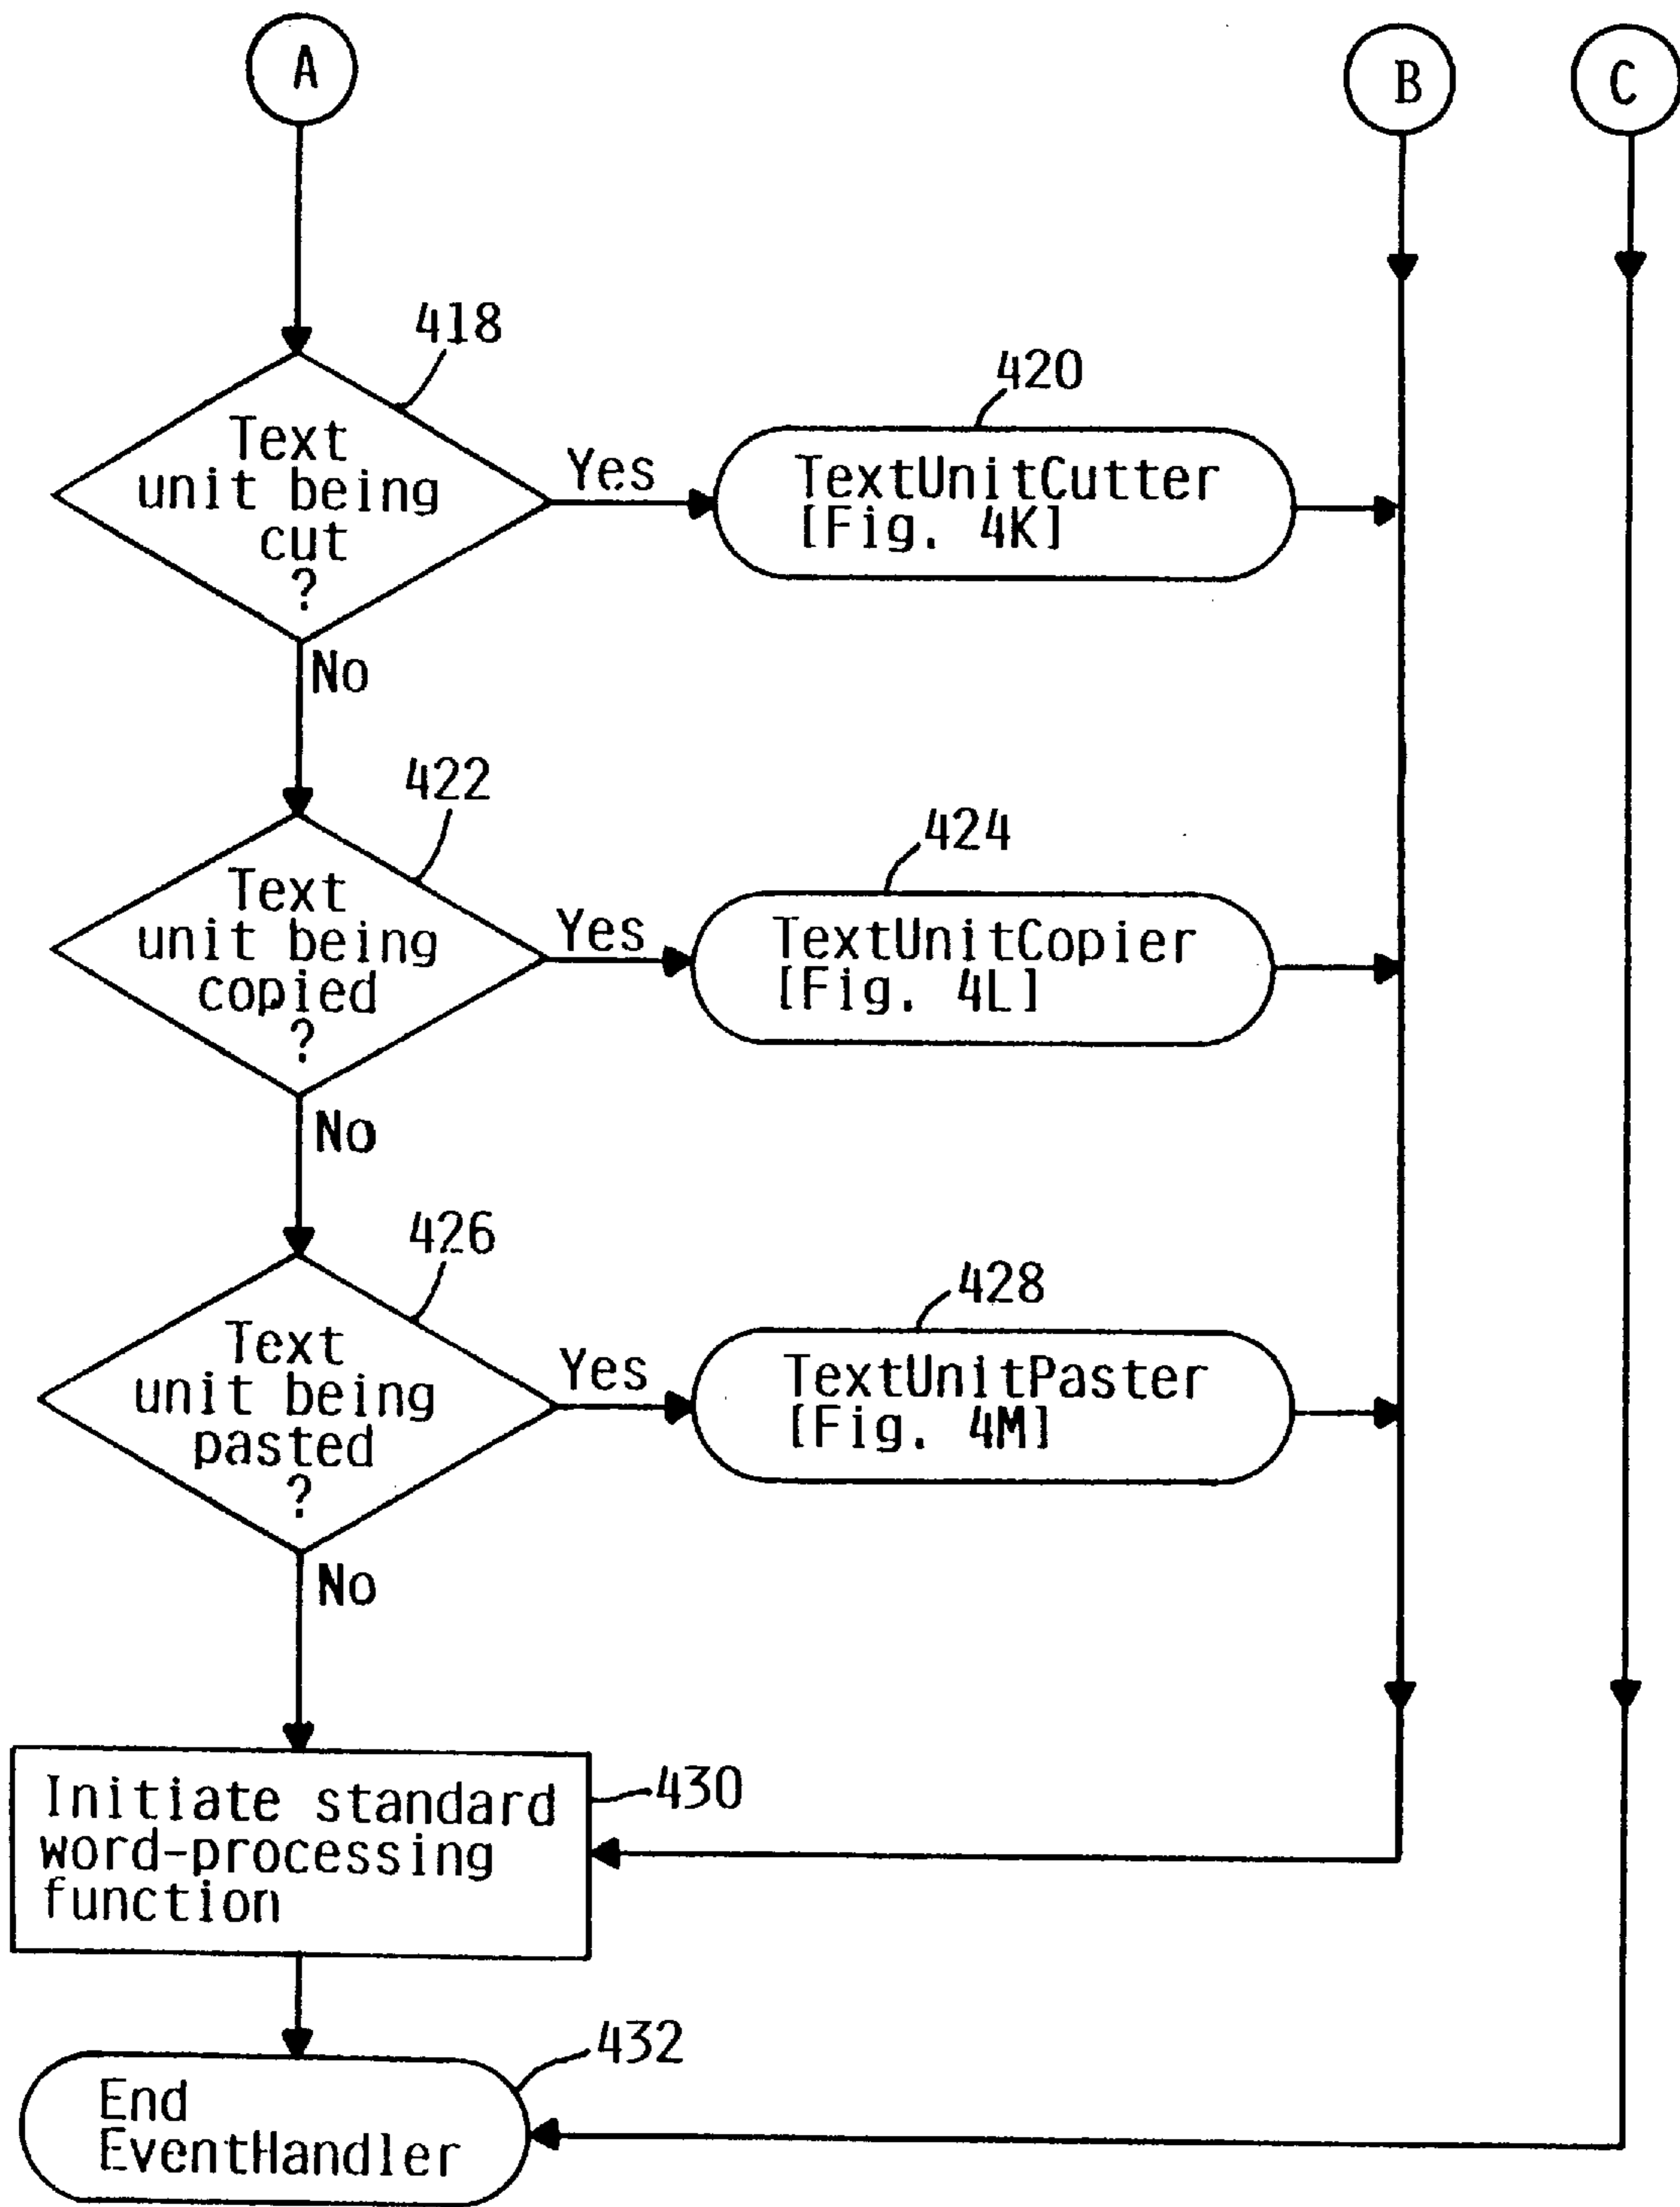 A
B
C
418
Text
unit being
cut
?
Yes
420
TextUnitCutter
[Fig. 4K]
No
422
Text
unit being
copied
?
Yes
424
TextUnitCopier
[Fig. 4L]
No
426
Text
unit being
pasted
?
Yes
428
TextUnitPaster
[Fig. 4M]
No
Initiate standard
word-processing
function
430
432
End
EventHandler